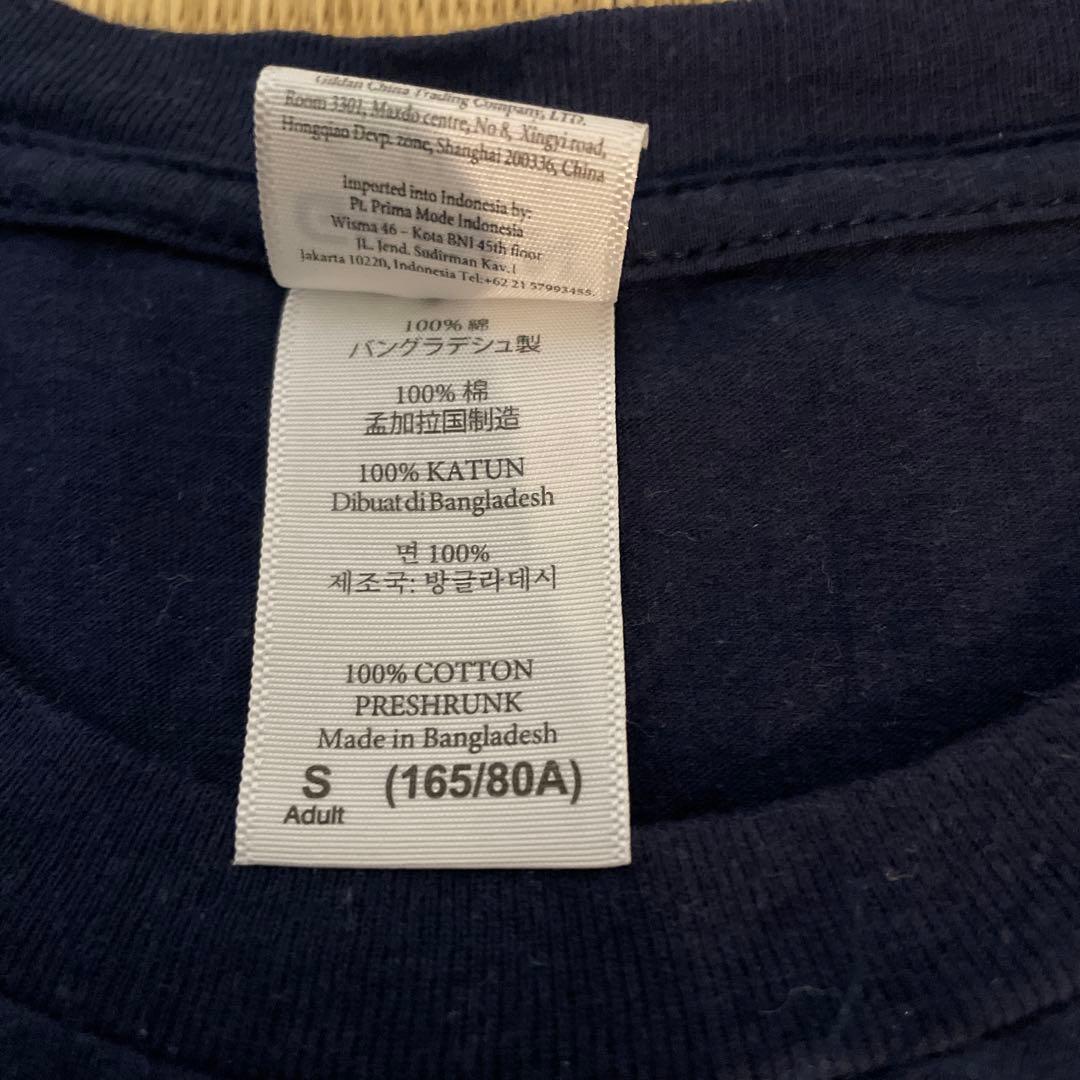 Gildan China Trading Company, LTD.
Room 3301, Maxdo centre, No 8, Xingyi road,
Hongqiao Devp. zone, Shanghai 200336, China
Imported into Indonesia by:
Pt. Prima Mode Indonesia
Wisma 46 – Kota BNI 45th floor
JL. Jend. Sudirman Kav.1
Jakarta 10220, Indonesia Tel:+62 21 57993455.
100% 綿
バングラデシュ製
100% 棉
孟加拉国制造
100% KATUN
Dibuat di Bangladesh
면 100%
제조국: 방글라데시
100% COTTON
PRESHRUNK
Made in Bangladesh
S (165/80A)
Adult